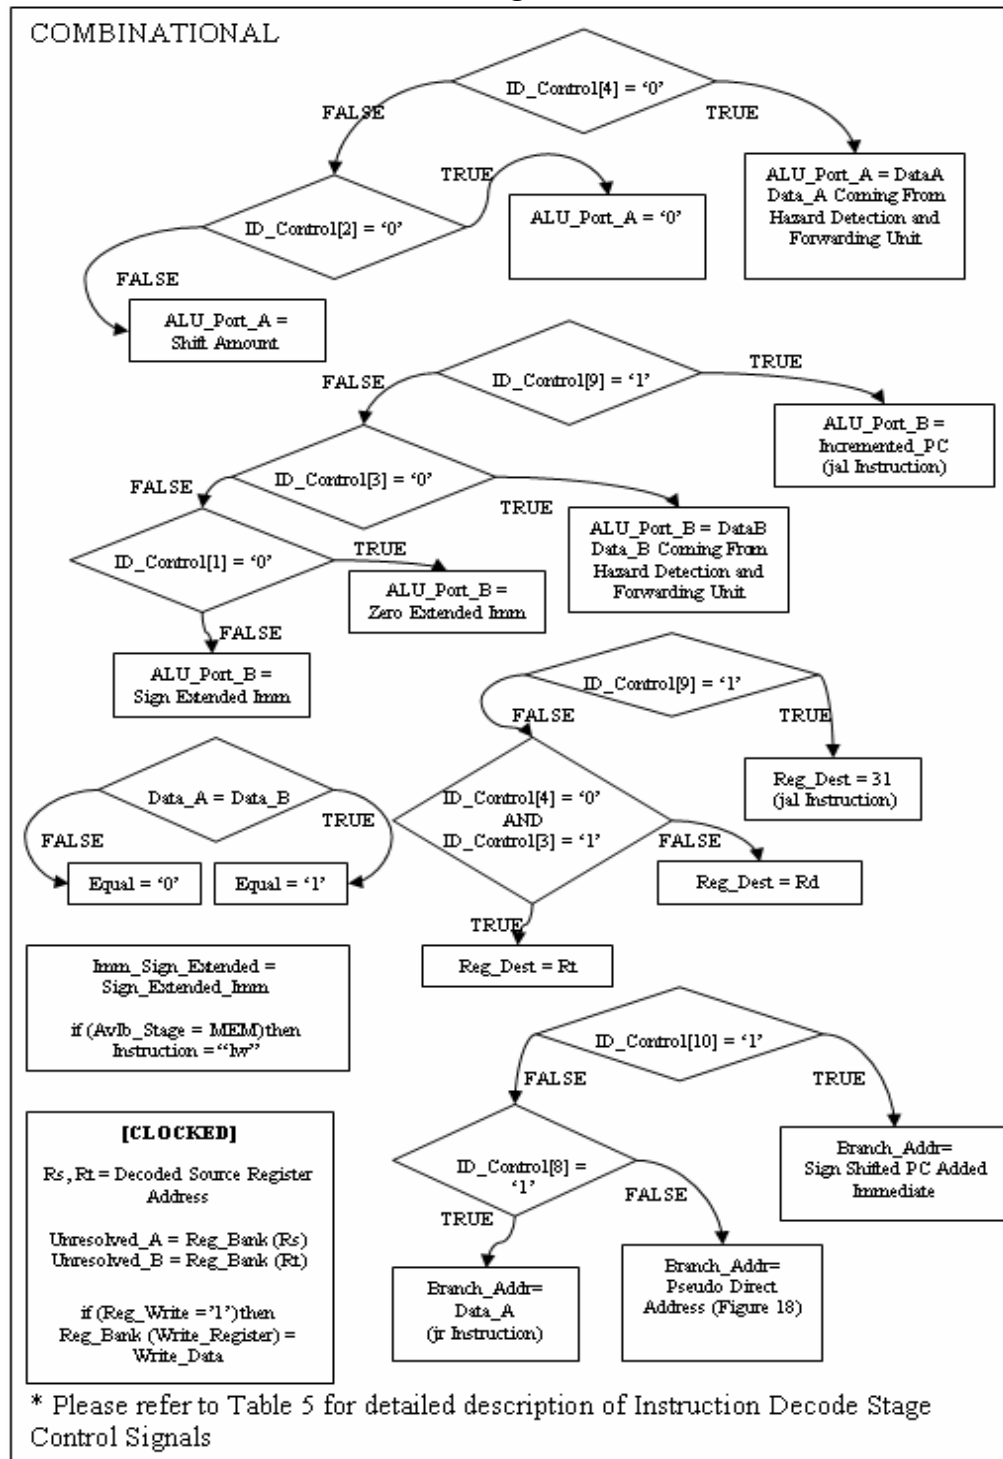 COMBINATIONAL
ID_Control[4] = ‘0’
FALSE
TRUE
ALU_Port_A = DataA
Data_A Coming From
Hazard Detection and
Forwarding Unit
TRUE
ID_Control[2] = ‘0’
ALU_Port_A = ‘0’
FALSE
ALU_Port_A =
Shift Amount
ID_Control[9] = ‘1’
FALSE
TRUE
ALU_Port_B =
Incremented_PC
(jal Instruction)
ID_Control[3] = ‘0’
FALSE
TRUE
ALU_Port_B = DataB
Data_B Coming From
Hazard Detection and
Forwarding Unit
ID_Control[1] = ‘0’
TRUE
ALU_Port_B =
Zero Extended Imm
FALSE
ALU_Port_B =
Sign Extended Imm
ID_Control[9] = ‘1’
FALSE
TRUE
Reg_Dest = 31
(jal Instruction)
Data_A = Data_B
FALSE
TRUE
Equal = ‘0’
Equal = ‘1’
ID_Control[4] = ‘0’
AND
ID_Control[3] = ‘1’
FALSE
Reg_Dest = Rd
TRUE
Reg_Dest = Rt
Imm_Sign_Extended =
Sign_Extended_Imm
if (Avlb_Stage = MEM)then
Instruction =“lw”
ID_Control[10] = ‘1’
FALSE
TRUE
Branch_Addr=
Sign Shifted PC Added
Immediate
ID_Control[8] =
‘1’
TRUE
FALSE
Branch_Addr=
Data_A
(jr Instruction)
Branch_Addr=
Pseudo Direct
Address (Figure 18)
[CLOCKED]
Rs, Rt = Decoded Source Register
Address
Unresolved_A = Reg_Bank (Rs)
Unresolved_B = Reg_Bank (Rt)
if (Reg_Write =‘1’)then
Reg_Bank (Write_Register) =
Write_Data
* Please refer to Table 5 for detailed description of Instruction Decode Stage
Control Signals